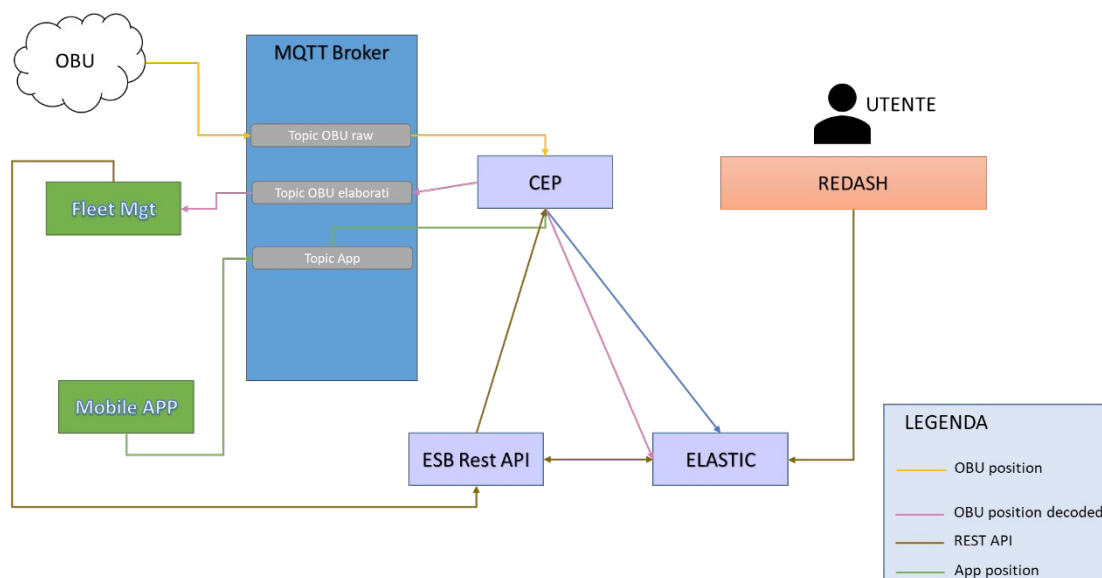 OBU
MQTT Broker
UTENTE
Topic OBU raw
CEP
REDASH
Topic OBU elaborati
Fleet Mgt
Topic App
Mobile APP
ESB Rest API
ELASTIC
LEGENDA
OBU position
OBU position decoded
REST API
App position